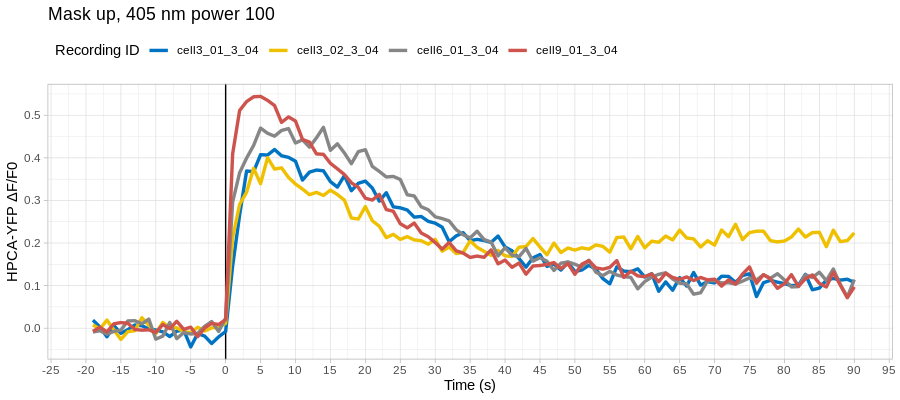 Mask up, 405 nm power 100
Recording ID cell3_01_3_04 cell3_02_3_04 cell6_01_3_04 cell9_01_3_04
HPCA-YFP ΔF/F0
0.5
0.4
0.3
0.2
0.1
0.0
-25 -20 -15 -10 -5 0 5 10 15 20 25 30 35 40 45 50 55 60 65 70 75 80 85 90 95
Time (s)